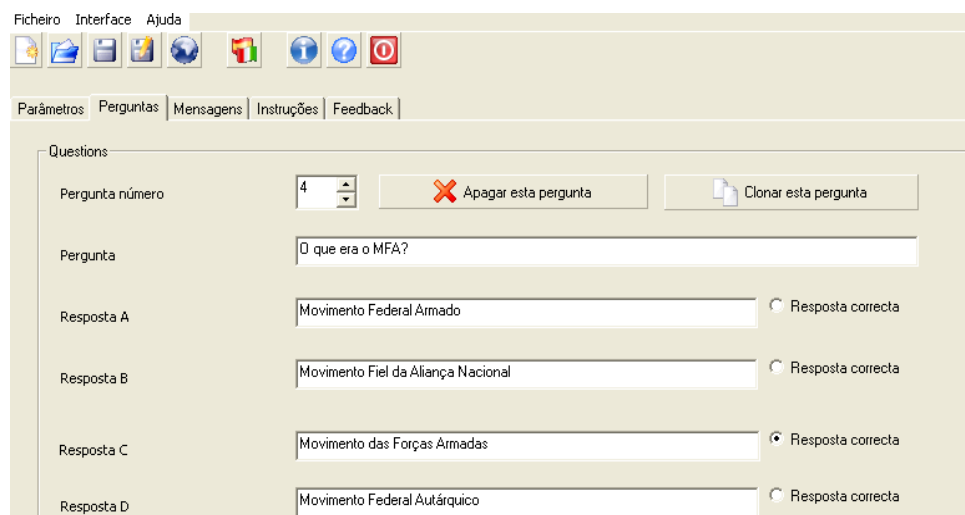 Ficheiro Interface Ajuda
Parâmetros Perguntas Mensagens Instruções Feedback
Questions
Pergunta número 4 Apagar esta pergunta Clonar esta pergunta
Pergunta O que era o MFA?
Resposta A Movimento Federal Armado Resposta correcta
Resposta B Movimento Fiel da Aliança Nacional Resposta correcta
Resposta C Movimento das Forças Armadas Resposta correcta
Resposta D Movimento Federal Autárquico Resposta correcta